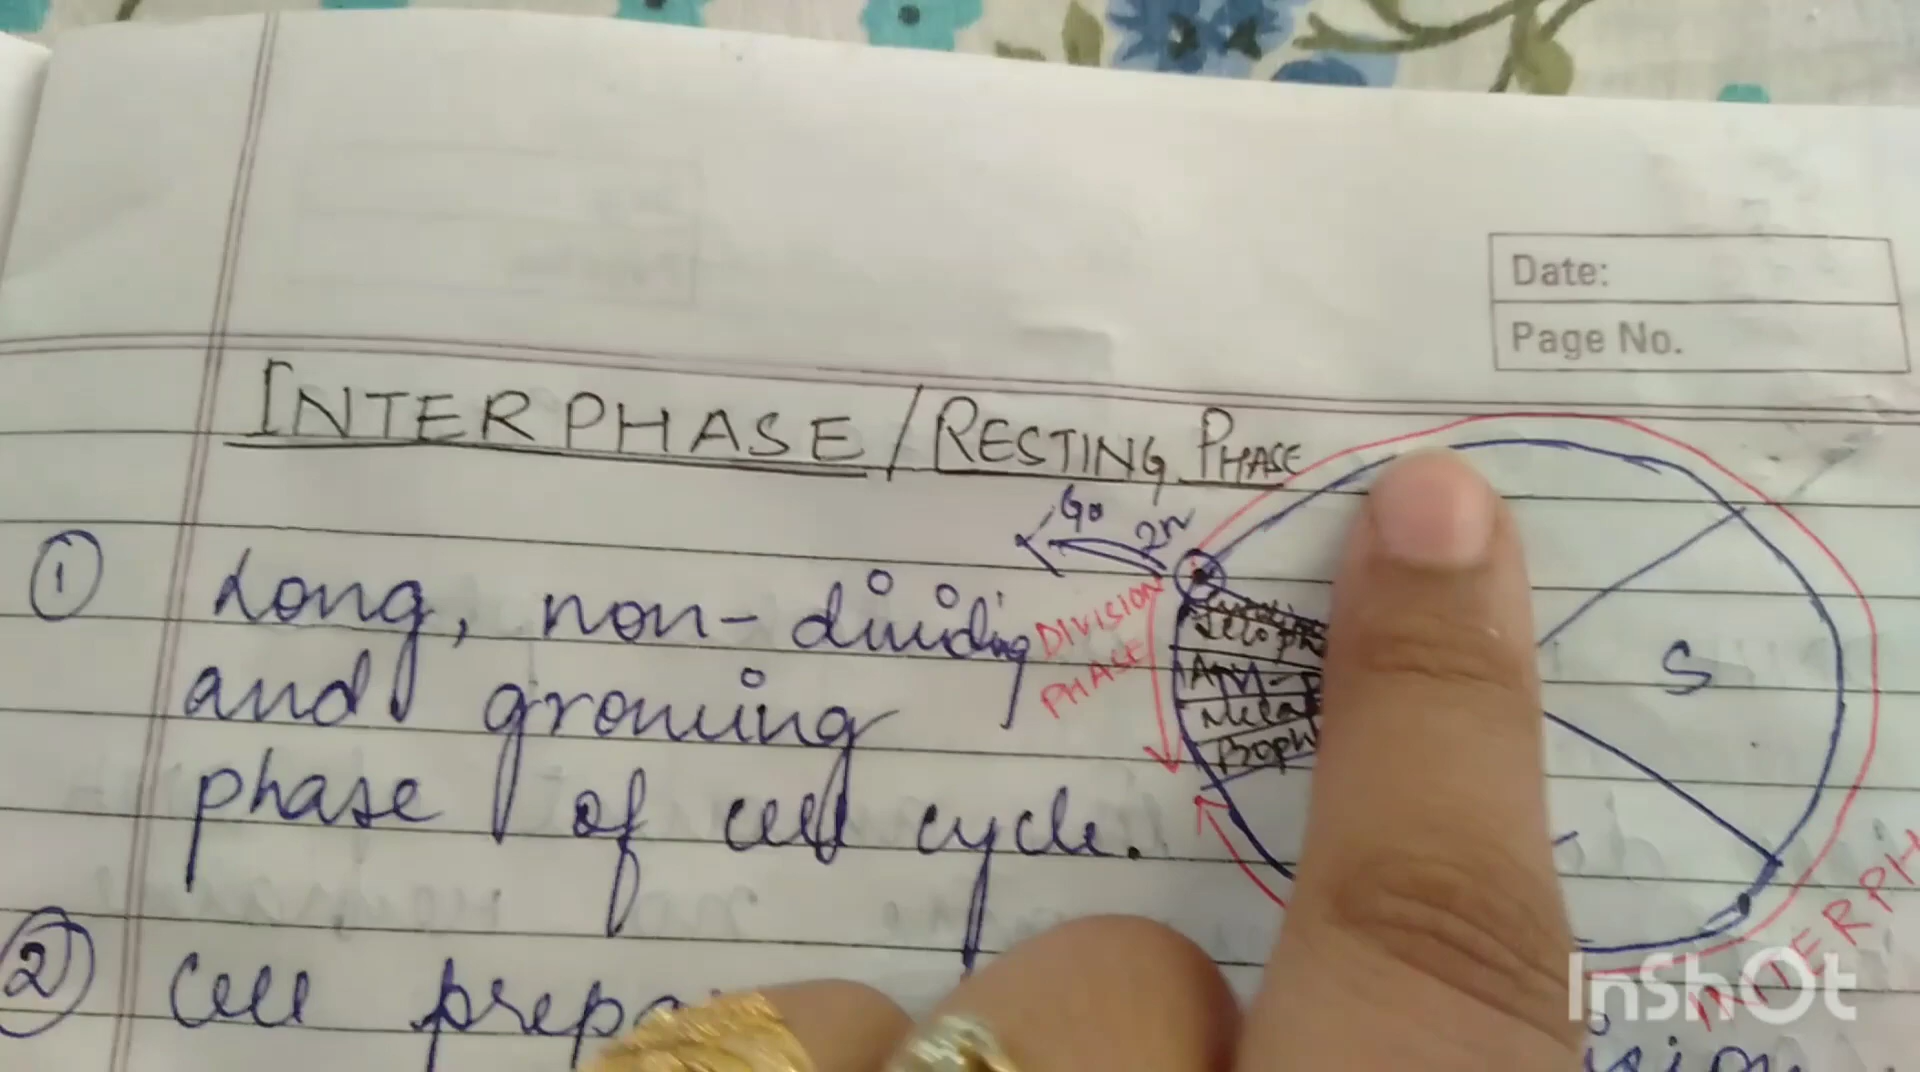 Date:
Page No.
INTERPHASE / RESTING PHASE
G0 2n
① Long, non-dividing
and growing
phase of cell cycle.
② Cell
DIVISION
PHASE
S
InShOt